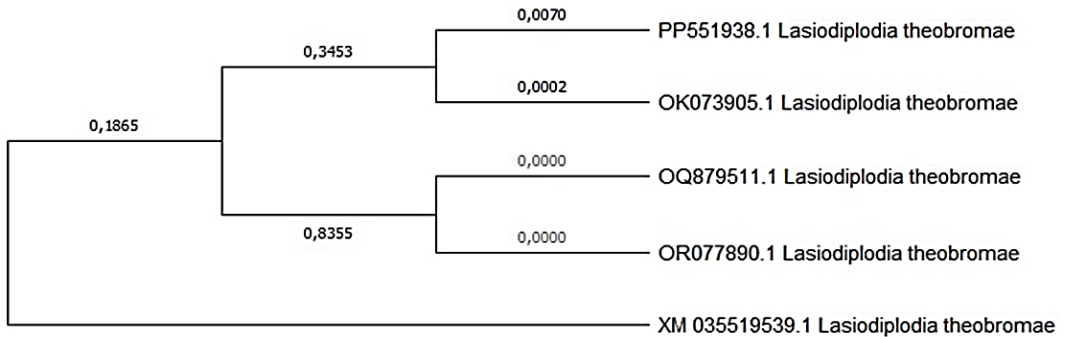 0,0070
PP551938.1 Lasiodiplodia theobromae
0,3453
0,0002
OK073905.1 Lasiodiplodia theobromae
0,1865
0,0000
OQ879511.1 Lasiodiplodia theobromae
0,8355
0,0000
OR077890.1 Lasiodiplodia theobromae
XM 035519539.1 Lasiodiplodia theobromae